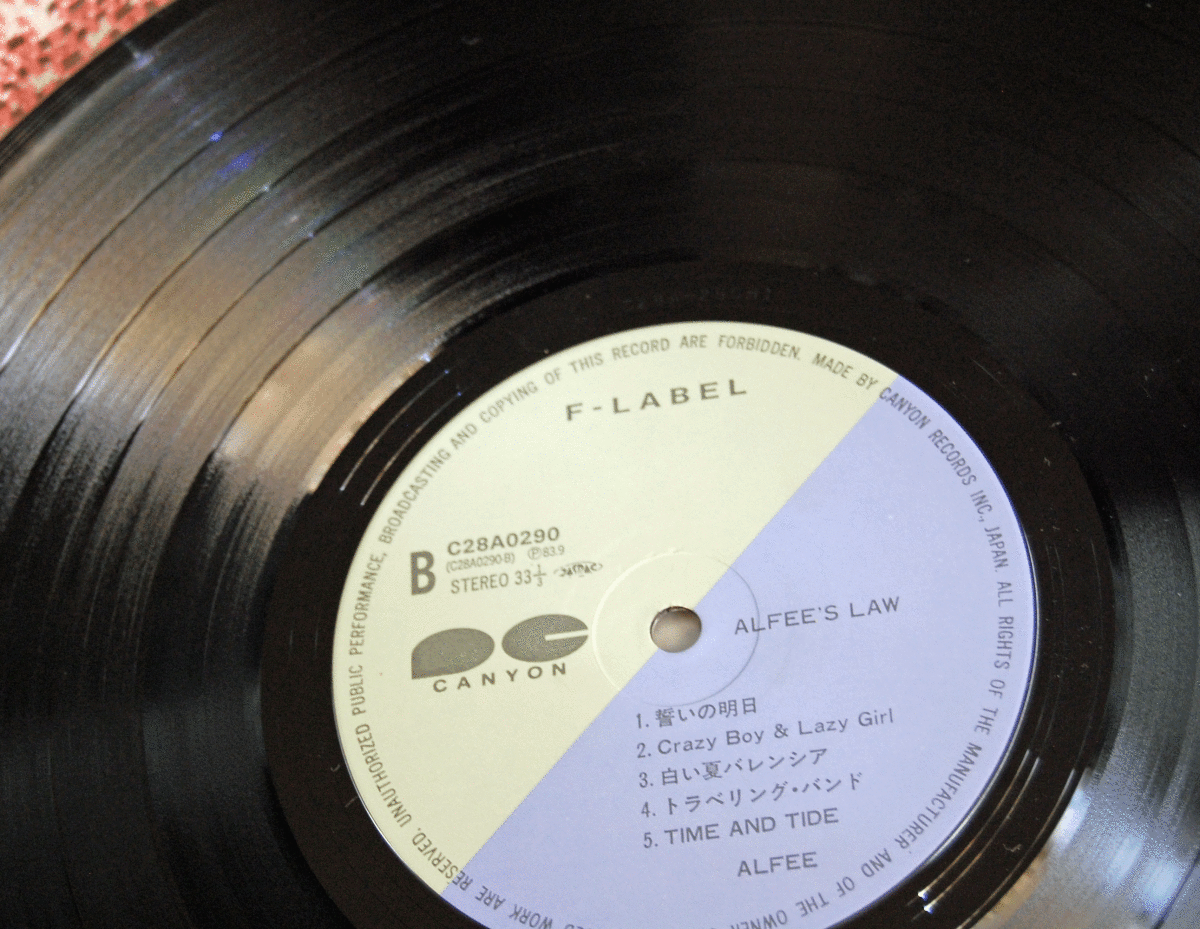 F-LABEL
B
C28A0290
(C28A0290-B) Ⓟ83.9
STEREO 33 1/3
CANYON
ALFEE'S LAW
1. 誓いの明日
2. Crazy Boy & Lazy Girl
3. 白い夏バレンシア
4. トラベリング・バンド
5. TIME AND TIDE
ALFEE
UNAUTHORIZED PUBLIC PERFORMANCE, BROADCASTING AND COPYING OF THIS RECORD ARE FORBIDDEN. MADE BY CANYON RECORDS INC., JAPAN. ALL RIGHTS OF THE MANUFACTURER AND OF THE OWNER
WORK ARE RESERVED.